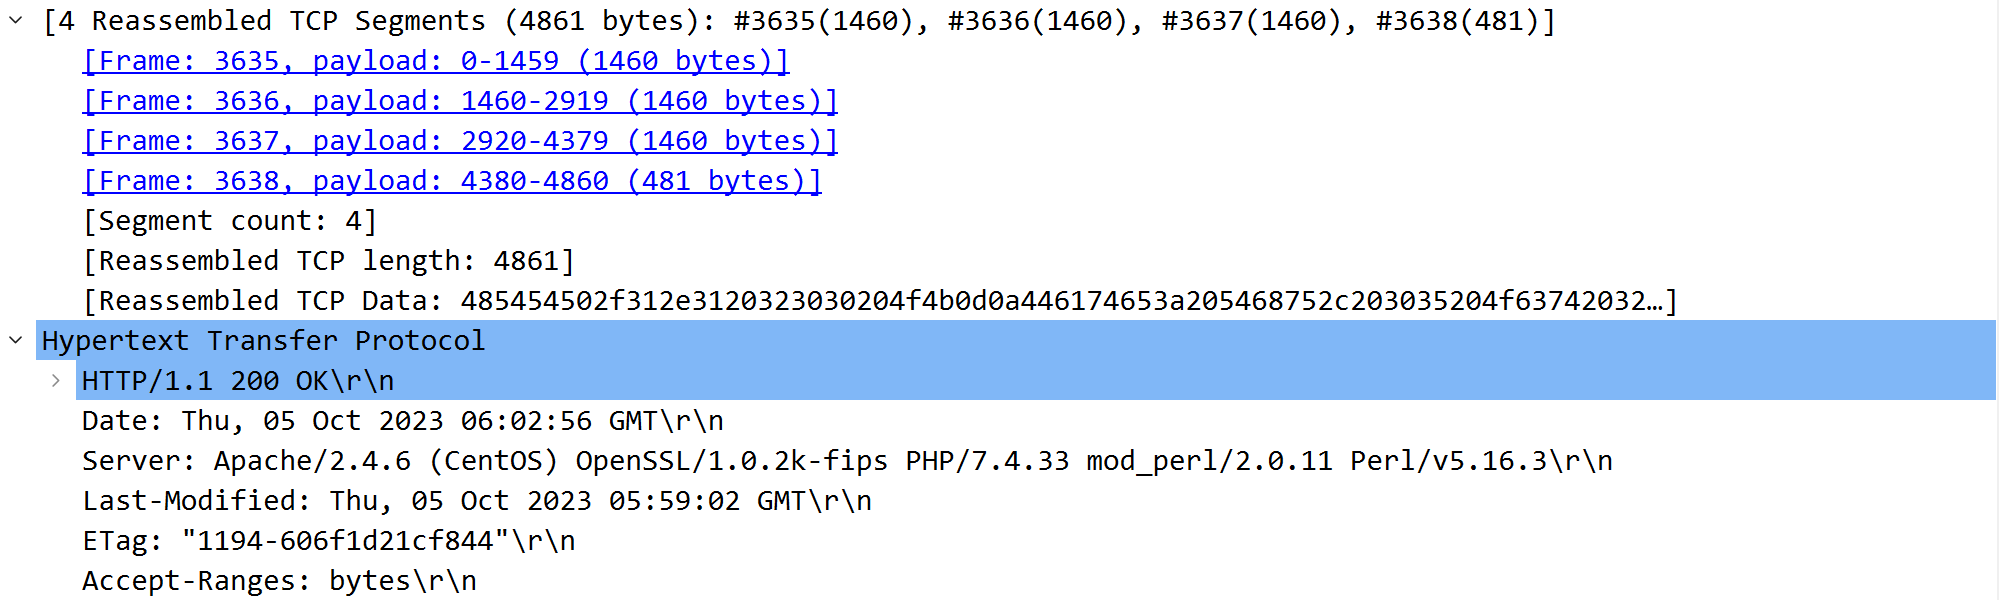 [4 Reassembled TCP Segments (4861 bytes): #3635(1460), #3636(1460), #3637(1460), #3638(481)]
[Frame: 3635, payload: 0-1459 (1460 bytes)]
[Frame: 3636, payload: 1460-2919 (1460 bytes)]
[Frame: 3637, payload: 2920-4379 (1460 bytes)]
[Frame: 3638, payload: 4380-4860 (481 bytes)]
[Segment count: 4]
[Reassembled TCP length: 4861]
[Reassembled TCP Data: 485454502f312e3120323030204f4b0d0a446174653a205468752c203035204f63742032…]
Hypertext Transfer Protocol
HTTP/1.1 200 OK\r\n
Date: Thu, 05 Oct 2023 06:02:56 GMT\r\n
Server: Apache/2.4.6 (CentOS) OpenSSL/1.0.2k-fips PHP/7.4.33 mod_perl/2.0.11 Perl/v5.16.3\r\n
Last-Modified: Thu, 05 Oct 2023 05:59:02 GMT\r\n
ETag: "1194-606f1d21cf844"\r\n
Accept-Ranges: bytes\r\n